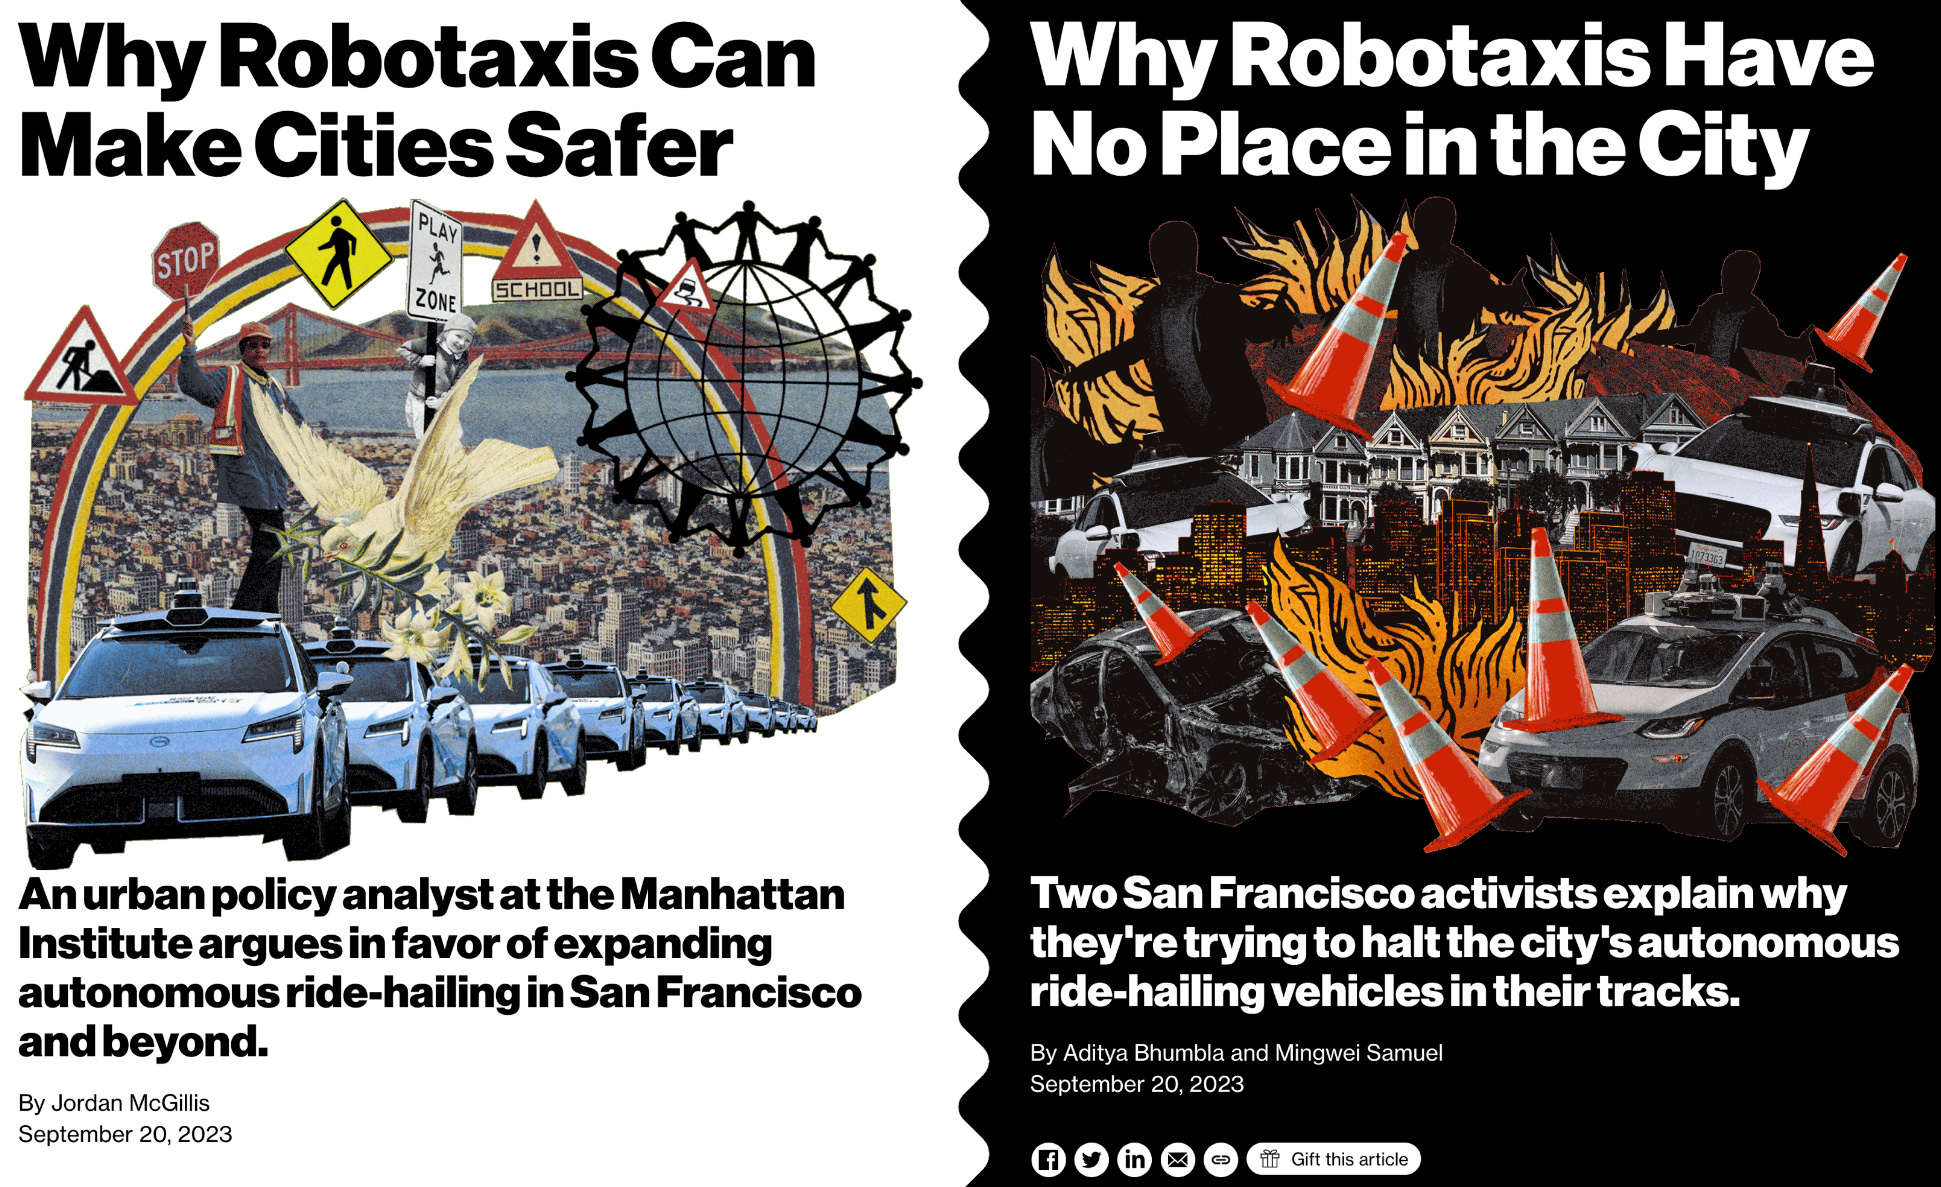 Why Robotaxis Can
Make Cities Safer
STOP
PLAY
ZONE
SCHOOL
An urban policy analyst at the Manhattan
Institute argues in favor of expanding
autonomous ride-hailing in San Francisco
and beyond.
By Jordan McGillis
September 20, 2023
Why Robotaxis Have
No Place in the City
Two San Francisco activists explain why
they're trying to halt the city's autonomous
ride-hailing vehicles in their tracks.
By Aditya Bhumbla and Mingwei Samuel
September 20, 2023
Gift this article